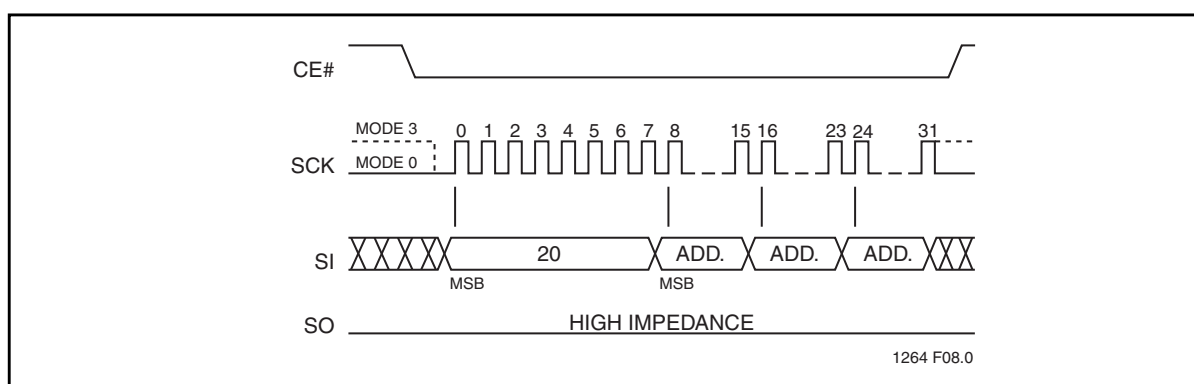 CE#
MODE 3
0 1 2 3 4 5 6 7 8 15 16 23 24 31
SCK MODE 0
SI 20 ADD. ADD. ADD.
MSB MSB
SO HIGH IMPEDANCE
1264 F08.0